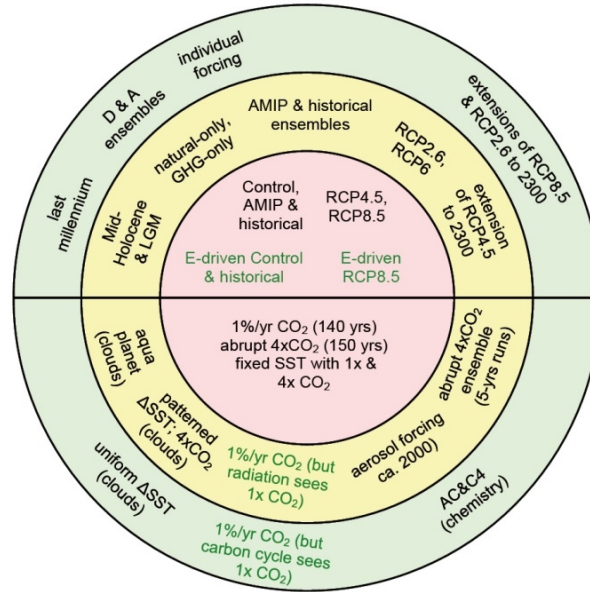 individual
forcing
D & A
ensembles
last
millennium
extensions of RCP8.5
& RCP2.6 to 2300
AMIP & historical
ensembles
natural-only,
GHG-only
Mid-
Holocene
& LGM
RCP2.6,
RCP6
extension
of RCP4.5
to 2300
Control,
AMIP &
historical
RCP4.5,
RCP8.5
E-driven Control
& historical
E-driven
RCP8.5
1%/yr CO₂ (140 yrs)
abrupt 4xCO₂ (150 yrs)
fixed SST with 1x &
4x CO₂
aqua
planet
(clouds)
patterned
ΔSST; 4xCO₂
(clouds)
1%/yr CO₂ (but
radiation sees
1x CO₂)
aerosol forcing
ca. 2000)
abrupt 4xCO₂
ensemble
(5-yrs runs)
uniform ΔSST
(clouds)
1%/yr CO₂ (but
carbon cycle sees
1x CO₂)
AC&C4
(chemistry)